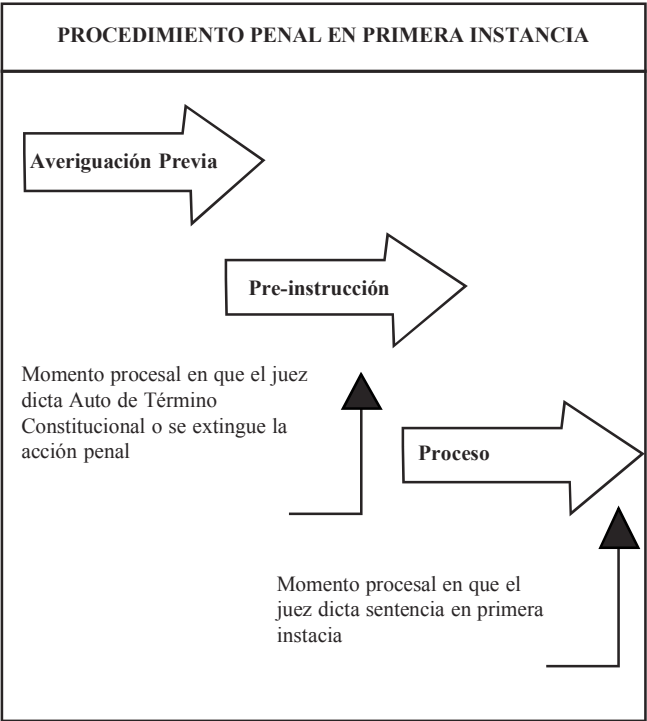 PROCEDIMIENTO PENAL EN PRIMERA INSTANCIA
Averiguación Previa
Pre-instrucción
Momento procesal en que el juez
dicta Auto de Término
Constitucional o se extingue la
acción penal
Proceso
Momento procesal en que el
juez dicta sentencia en primera
instacia